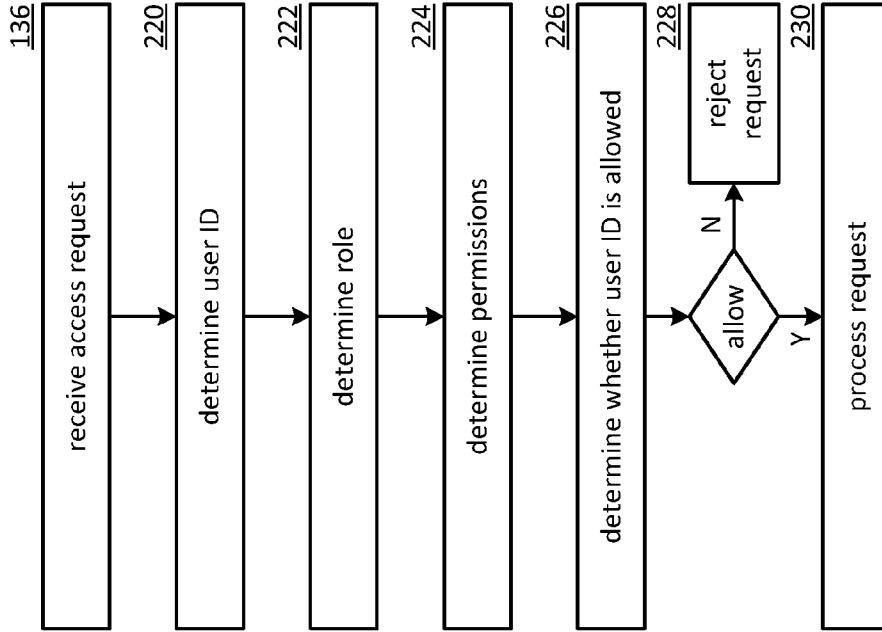 136
receive access request
220
determine user ID
222
determine role
224
determine permissions
226
determine whether user ID is allowed
allow
N
228
reject
request
Y
230
process request